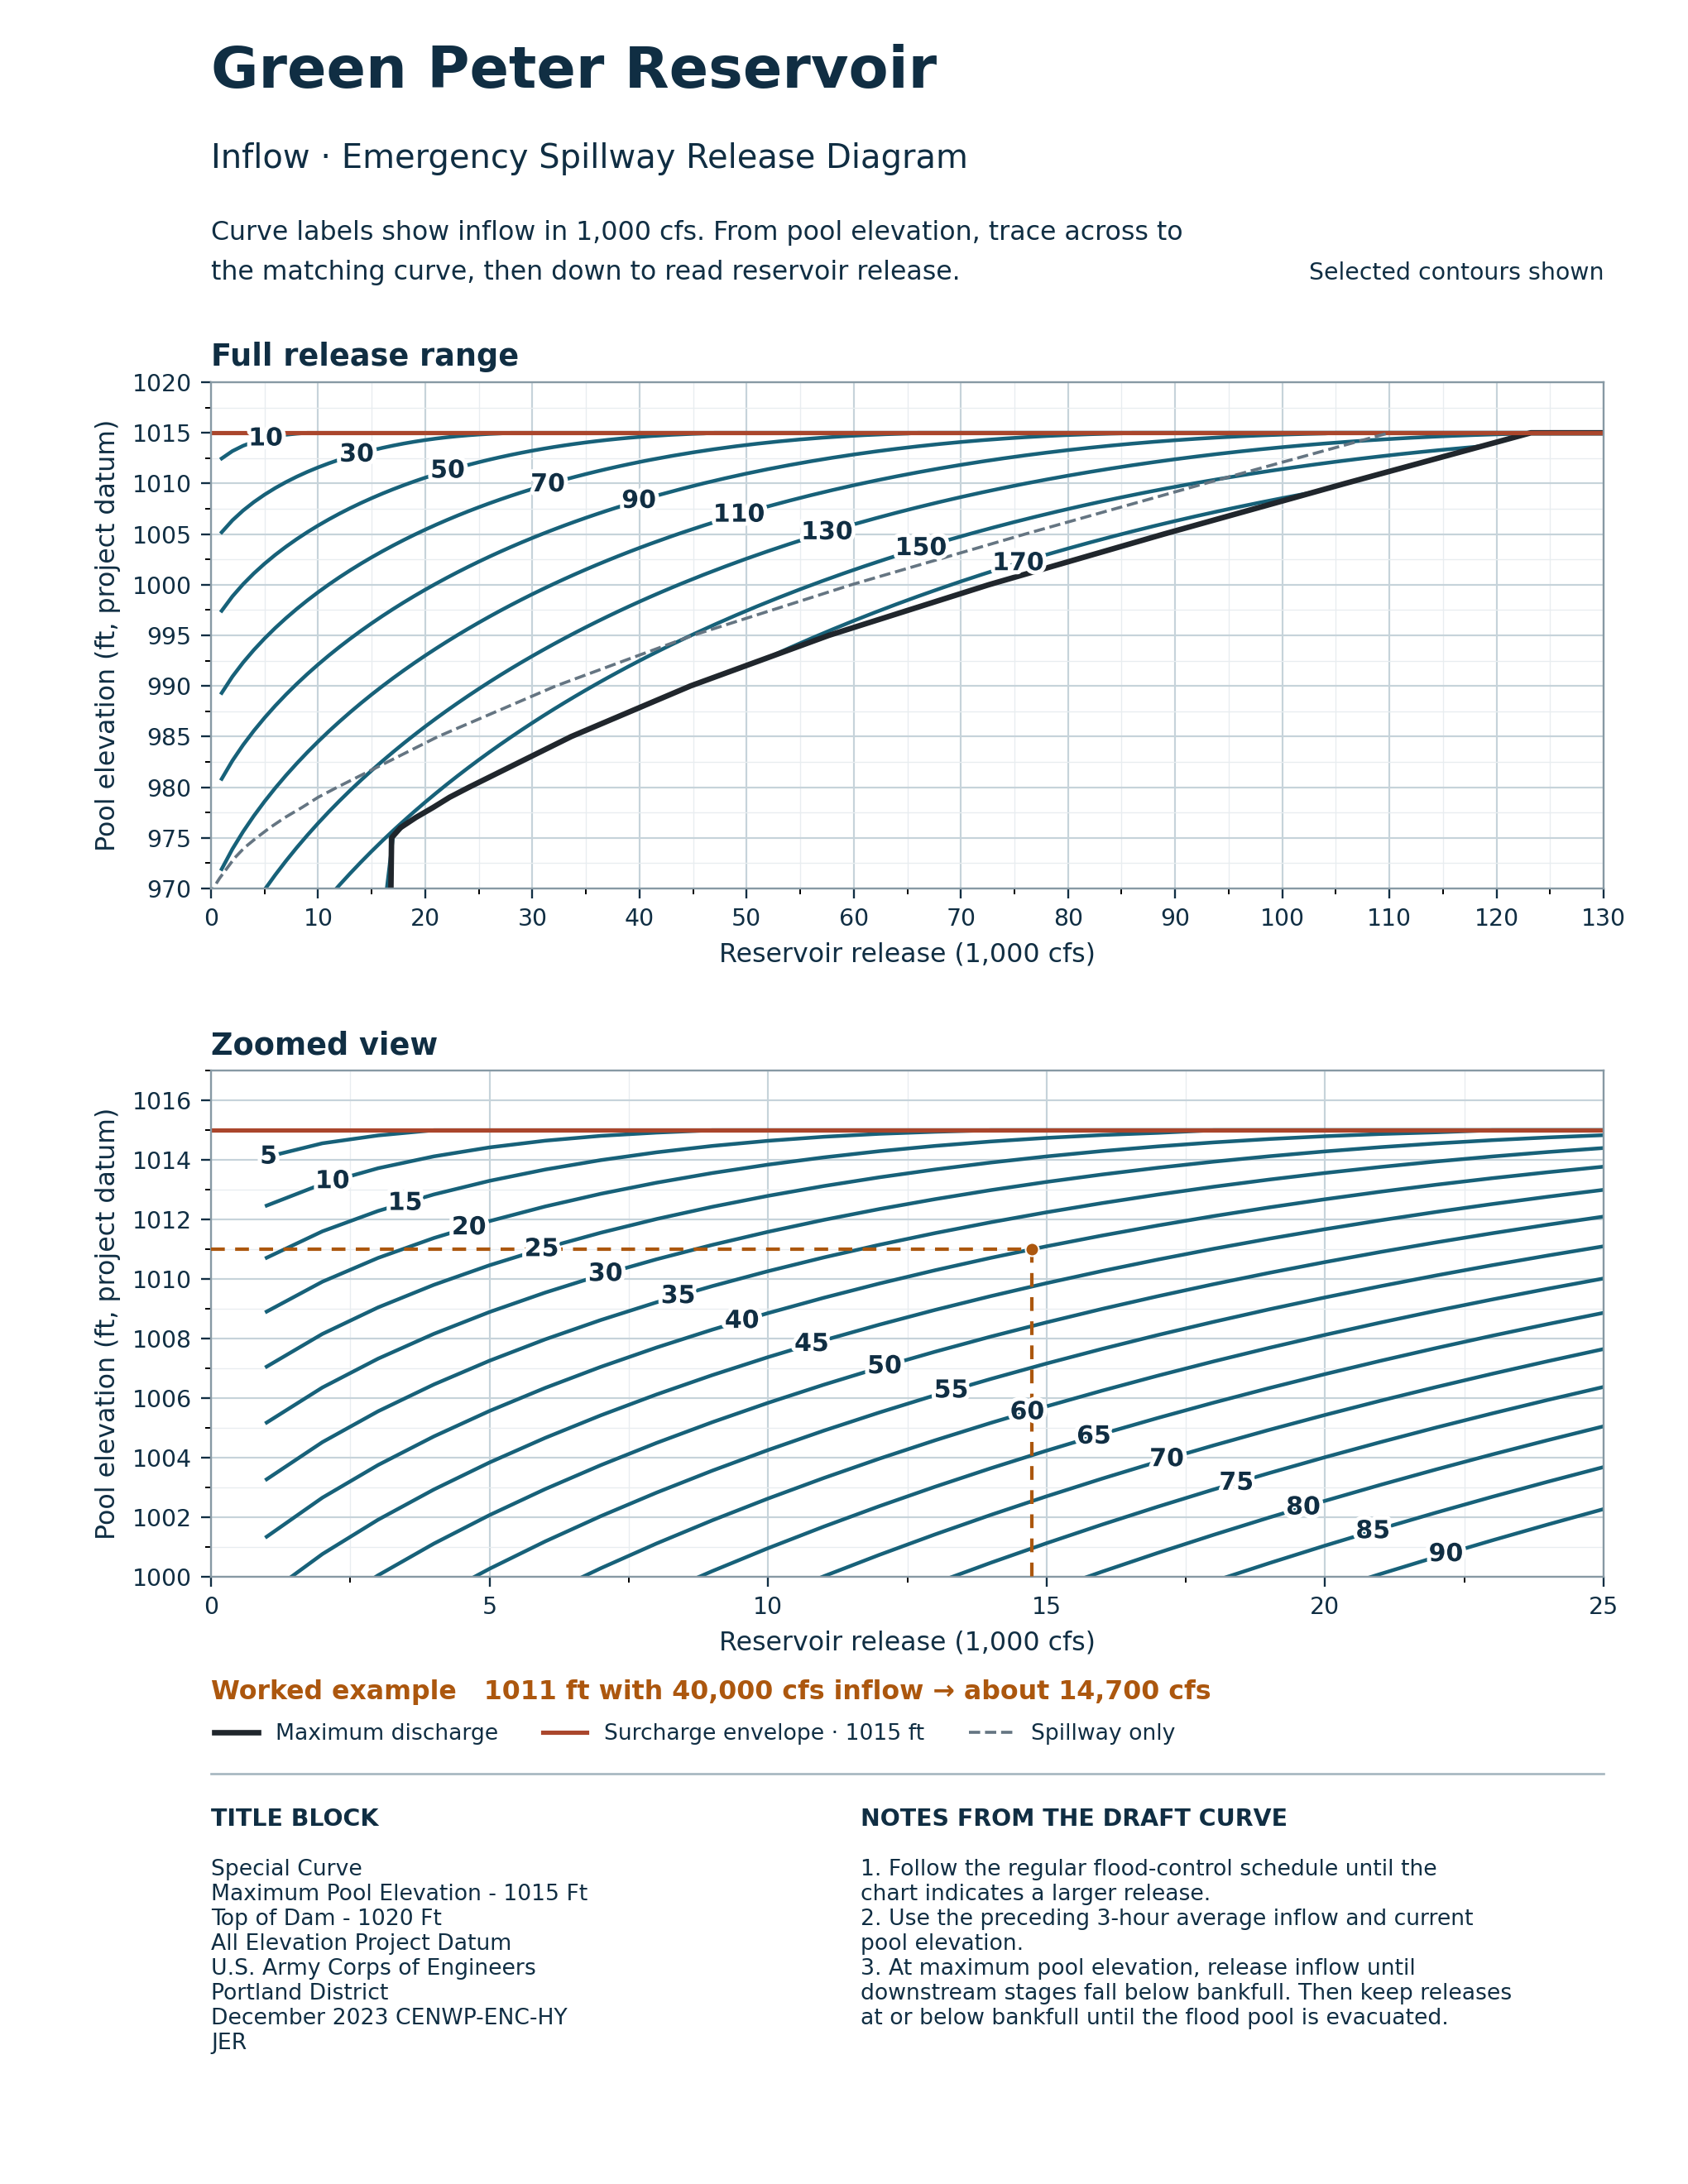 Green Peter Reservoir
Inflow · Emergency Spillway Release Diagram
Curve labels show inflow in 1,000 cfs. From pool elevation, trace across to
the matching curve, then down to read reservoir release.
Selected contours shown
Full release range
Pool elevation (ft, project datum)
1020
1015
1010
1005
1000
995
990
985
980
975
970
10
30
50
70
90
110
130
150
170
0 10 20 30 40 50 60 70 80 90 100 110 120 130
Reservoir release (1,000 cfs)
Zoomed view
Pool elevation (ft, project datum)
1016
1014
1012
1010
1008
1006
1004
1002
1000
5
10
15
20
25
30
35
40
45
50
55
60
65
70
75
80
85
90
0 5 10 15 20 25
Reservoir release (1,000 cfs)
Worked example 1011 ft with 40,000 cfs inflow → about 14,700 cfs
Maximum discharge Surcharge envelope · 1015 ft Spillway only
TITLE BLOCK
Special Curve
Maximum Pool Elevation - 1015 Ft
Top of Dam - 1020 Ft
All Elevation Project Datum
U.S. Army Corps of Engineers
Portland District
December 2023 CENWP-ENC-HY
JER
NOTES FROM THE DRAFT CURVE
1. Follow the regular flood-control schedule until the
chart indicates a larger release.
2. Use the preceding 3-hour average inflow and current
pool elevation.
3. At maximum pool elevation, release inflow until
downstream stages fall below bankfull. Then keep releases
at or below bankfull until the flood pool is evacuated.